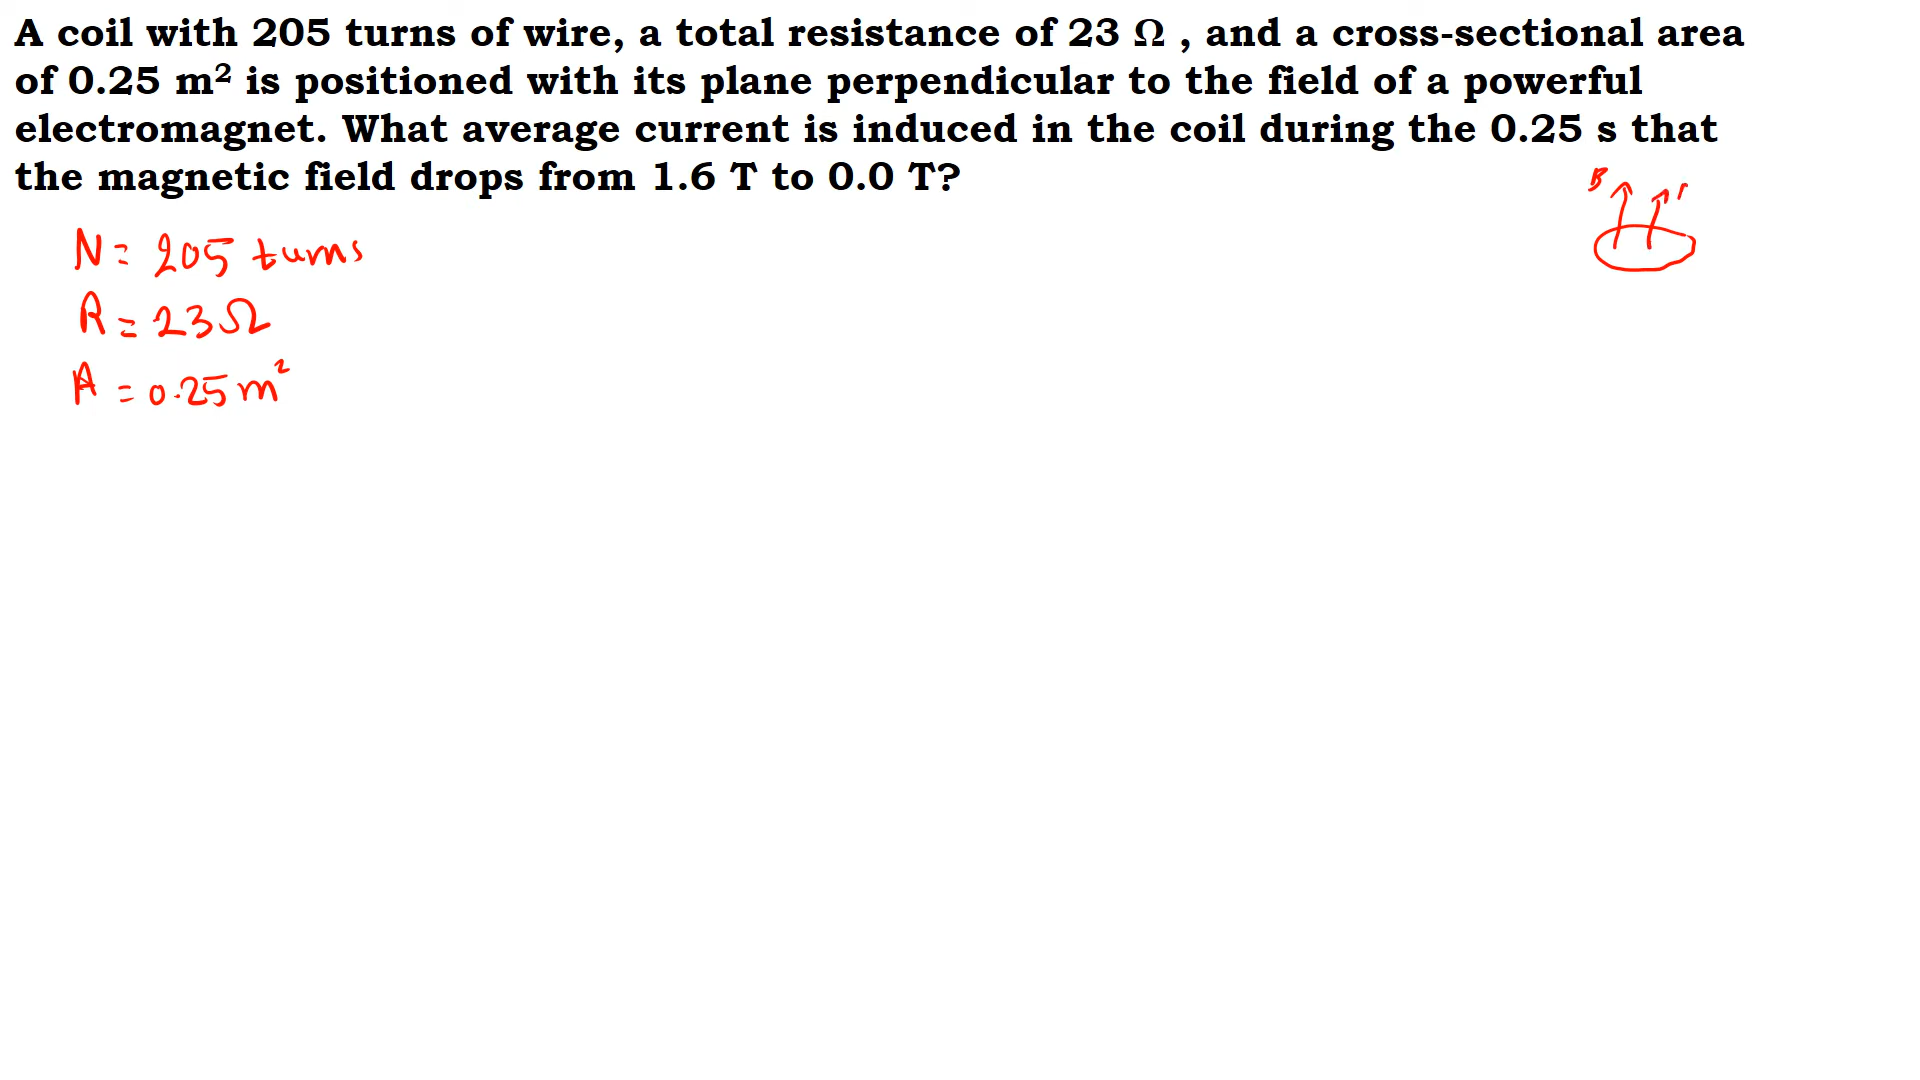 A coil with 205 turns of wire, a total resistance of 23 Ω , and a cross-sectional area
of 0.25 m² is positioned with its plane perpendicular to the field of a powerful
electromagnet. What average current is induced in the coil during the 0.25 s that
the magnetic field drops from 1.6 T to 0.0 T?
B
N = 205 turns
R = 23Ω
A = 0.25 m²